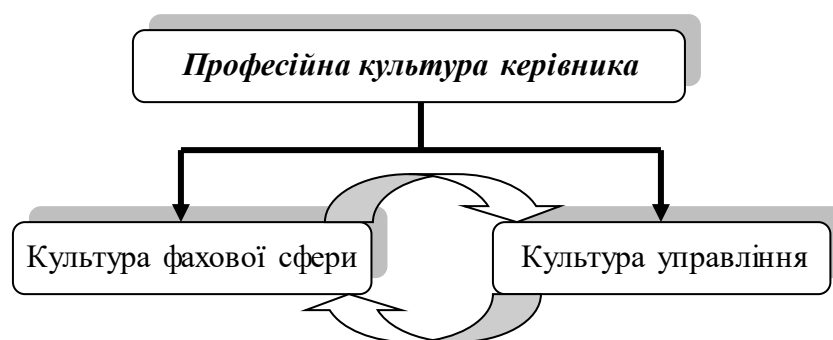 Професійна культура керівника
Культура фахової сфери
Культура управління